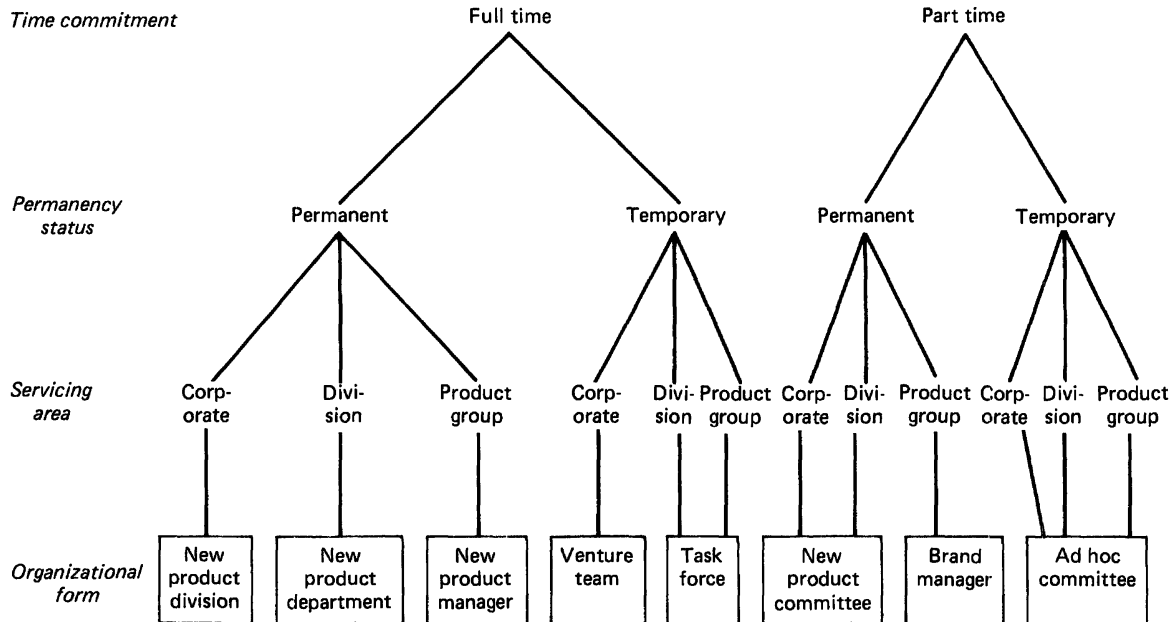 Time commitment
Full time
Part time
Permanency
status
Permanent
Temporary
Permanent
Temporary
Servicing
area
Corp-
orate
Divi-
sion
Product
group
Corp-
orate
Divi-
sion
Product
group
Corp-
orate
Divi-
sion
Product
group
Corp-
orate
Divi-
sion
Product
group
Organizational
form
New
product
division
New
product
department
New
product
manager
Venture
team
Task
force
New
product
committee
Brand
manager
Ad hoc
committee